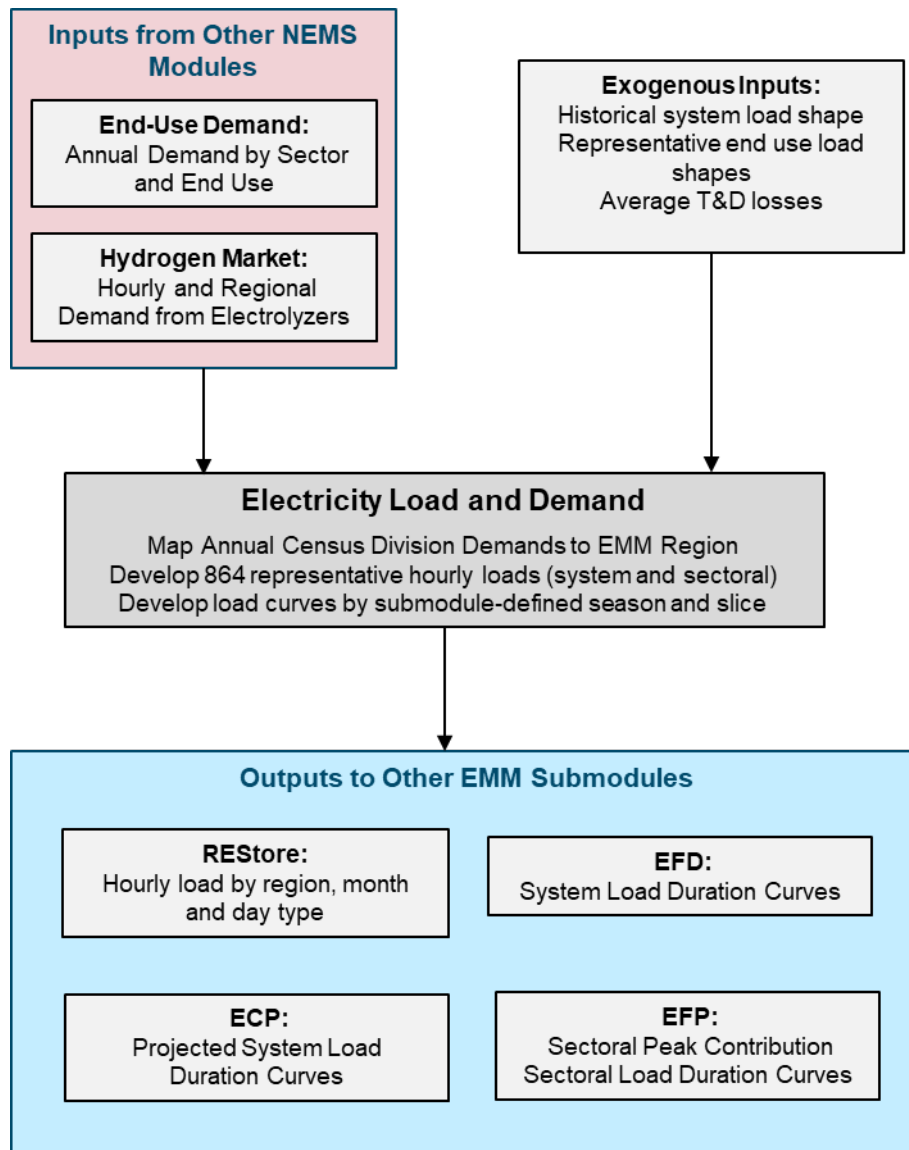 Inputs from Other NEMS
Modules
End-Use Demand:
Annual Demand by Sector
and End Use
Hydrogen Market:
Hourly and Regional
Demand from Electrolyzers
Exogenous Inputs:
Historical system load shape
Representative end use load
shapes
Average T&D losses
Electricity Load and Demand
Map Annual Census Division Demands to EMM Region
Develop 864 representative hourly loads (system and sectoral)
Develop load curves by submodule-defined season and slice
Outputs to Other EMM Submodules
REStore:
Hourly load by region, month
and day type
EFD:
System Load Duration Curves
ECP:
Projected System Load
Duration Curves
EFP:
Sectoral Peak Contribution
Sectoral Load Duration Curves